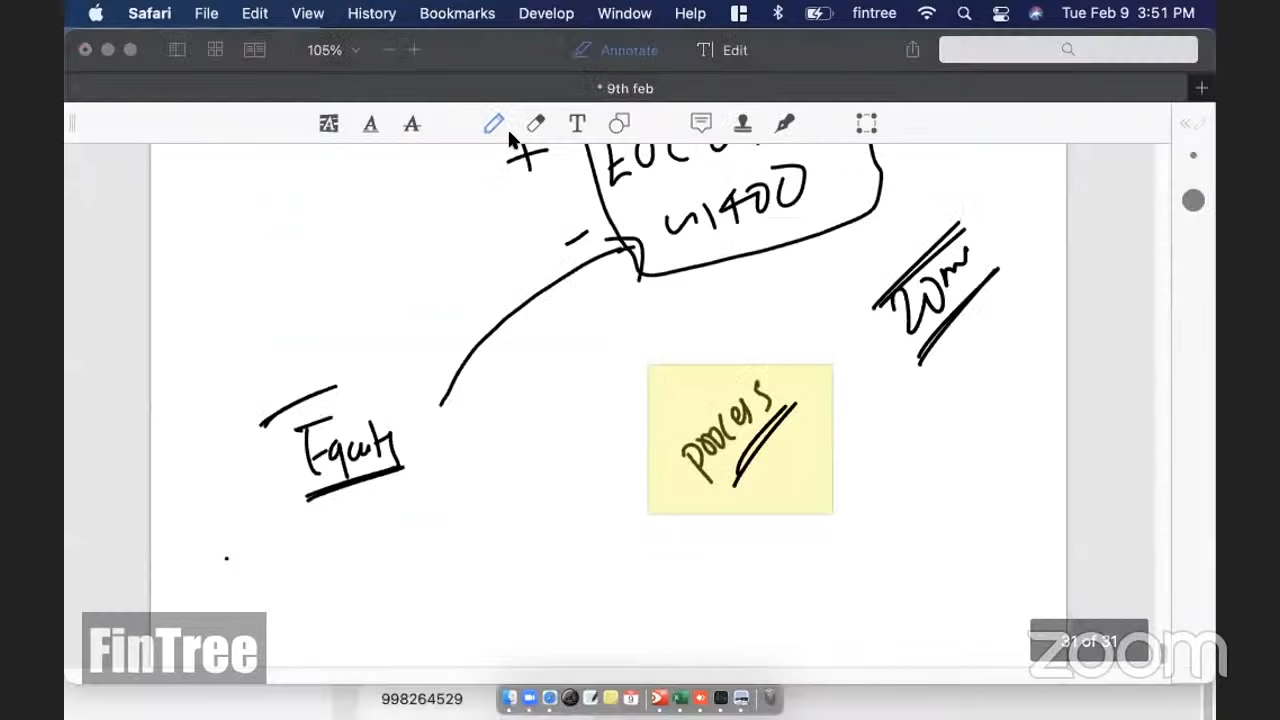 Safari File Edit View History Bookmarks Develop Window Help fintree Tue Feb 9 3:51 PM
105% Annotate T Edit
* 9th feb
+
~1400
-
20m
process
Equity
31 of 31
FinTree
zoom
998264529